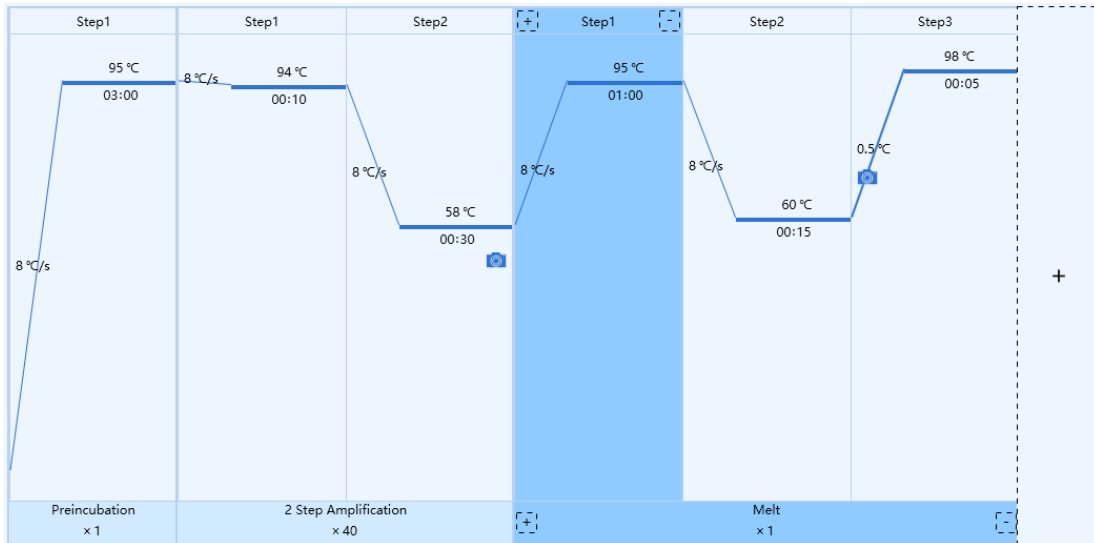 Step1
Step1
Step2
+
Step1
-
Step2
Step3
95 ℃
03:00
8 ℃/s
94 ℃
00:10
95 ℃
01:00
98 ℃
00:05
8 ℃/s
8 ℃/s
8 ℃/s
0.5 ℃
58 ℃
00:30
60 ℃
00:15
8 ℃/s
+
Preincubation
× 1
2 Step Amplification
× 40
+
Melt
× 1
-